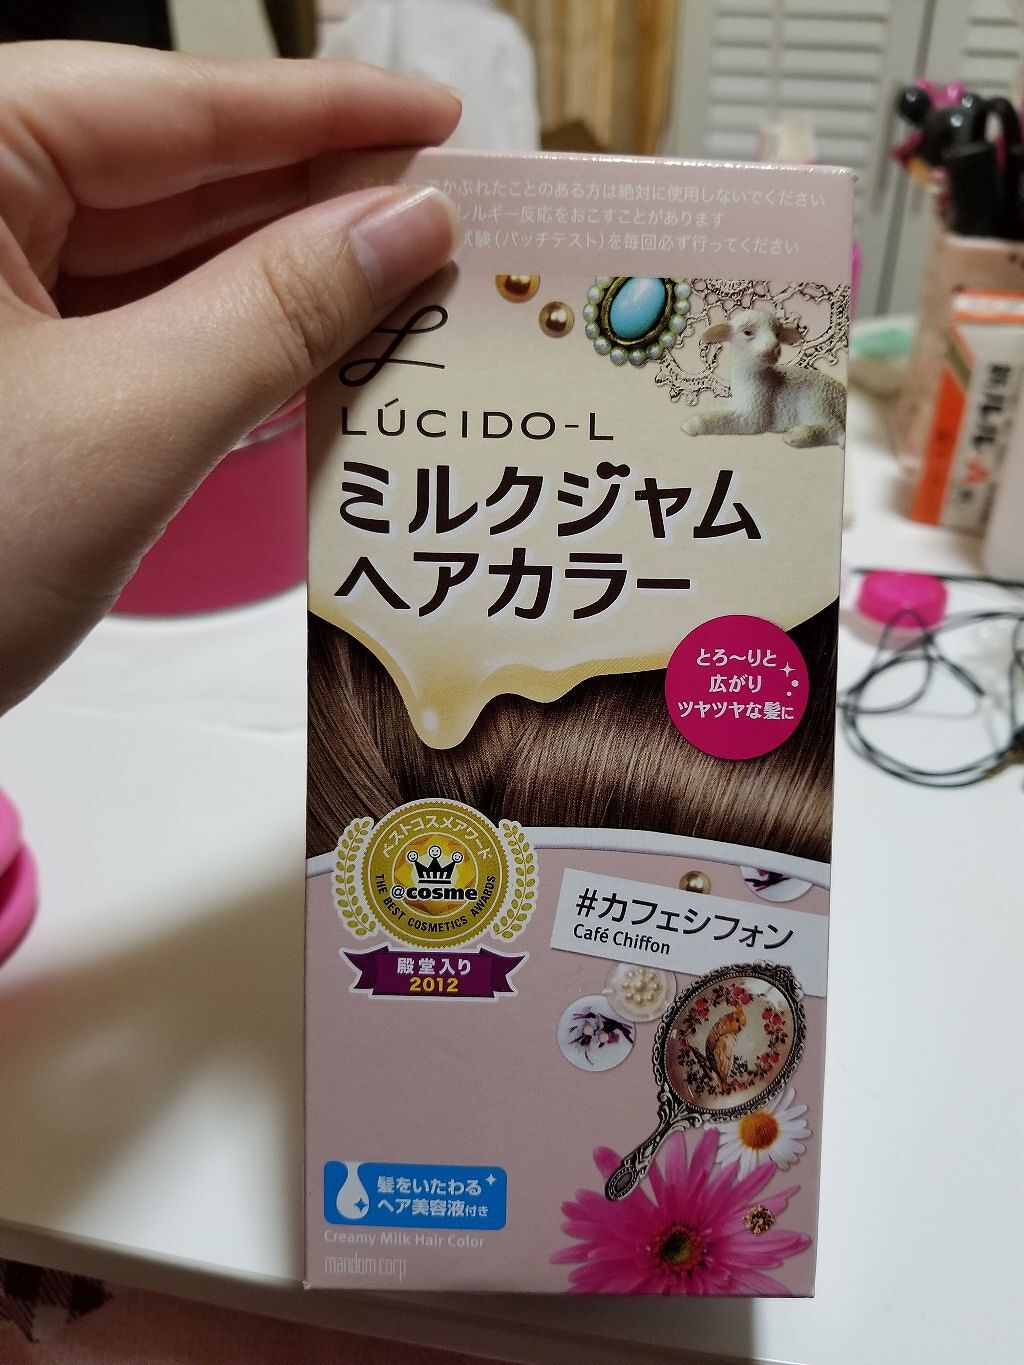 かぶれたことのある方は絶対に使用しないでください
レルギー反応をおこすことがあります
試験(パッチテスト)を毎回必ず行ってください
LÚCIDO-L
ミルクジャム
ヘアカラー
とろ〜りと
広がり
ツヤツヤな髪に
ベストコスメアワード
@cosme
THE BEST COSMETICS AWARDS
殿堂入り
2012
#カフェシフォン
Café Chiffon
髪をいたわる
ヘア美容液付き
Creamy Milk Hair Color
mandom corp